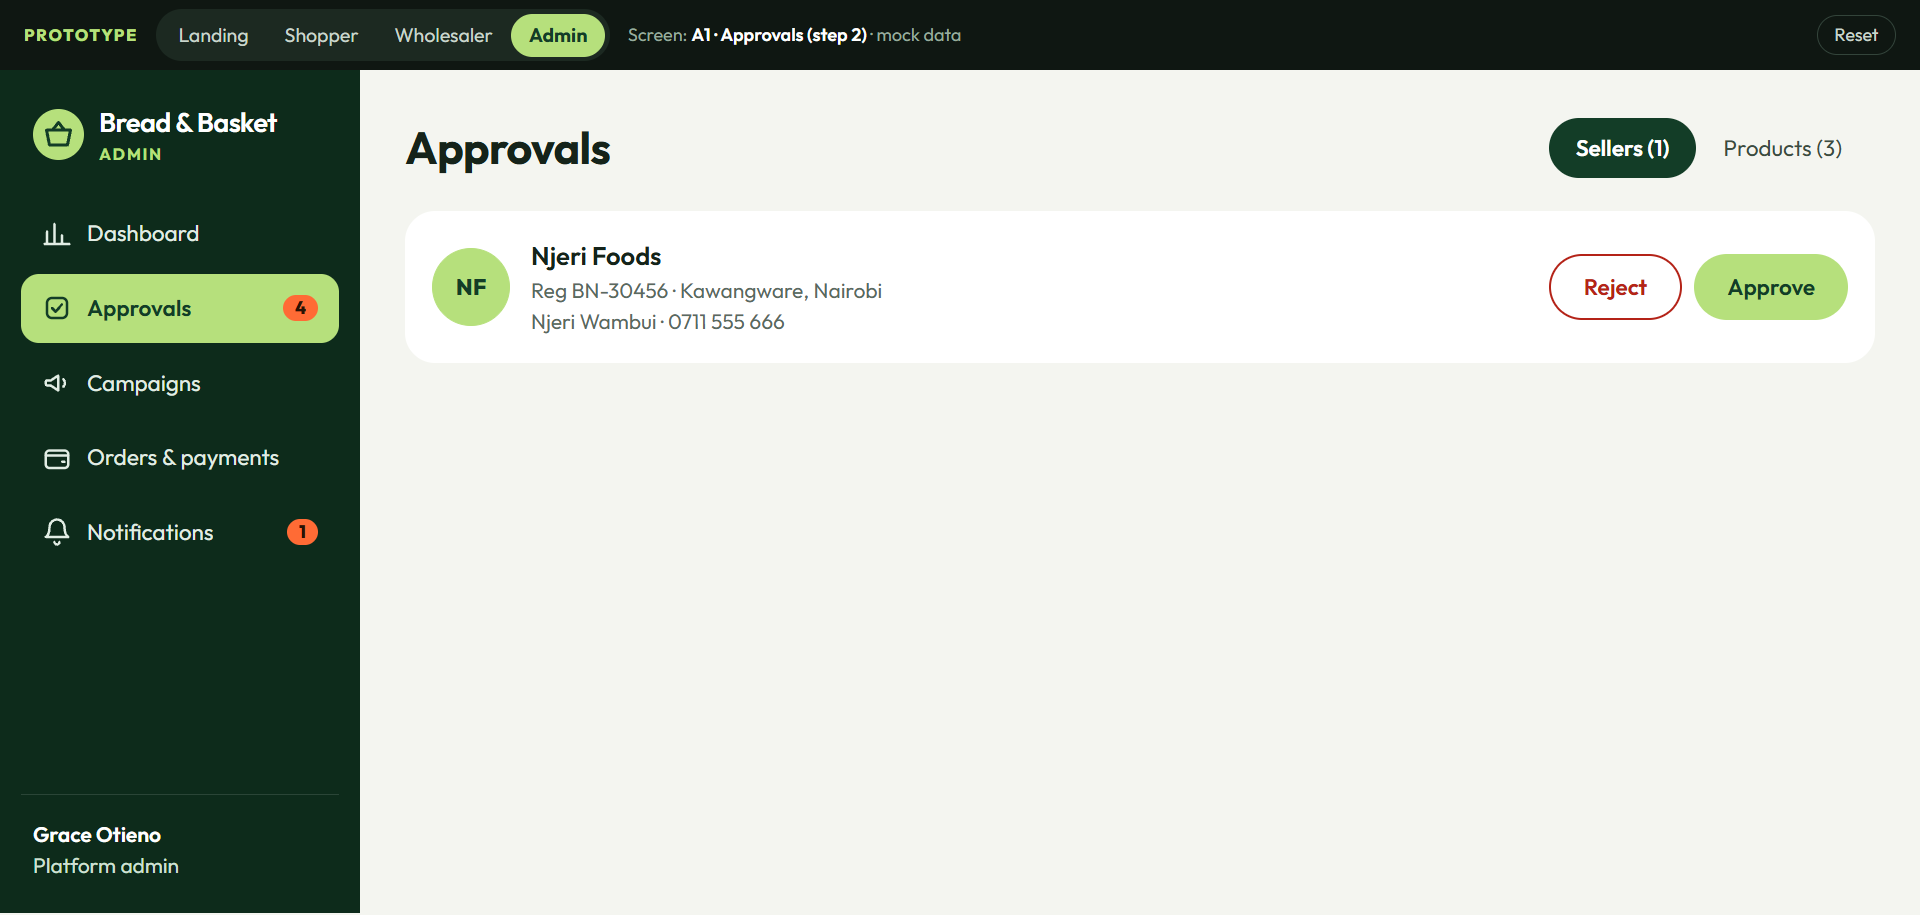 PROTOTYPE Landing Shopper Wholesaler Admin Screen: A1 · Approvals (step 2) · mock data Reset
Bread & Basket
ADMIN
Dashboard
Approvals 4
Campaigns
Orders & payments
Notifications 1
Grace Otieno
Platform admin
Approvals Sellers (1) Products (3)
NF
Njeri Foods
Reg BN-30456 · Kawangware, Nairobi
Njeri Wambui · 0711 555 666
Reject Approve